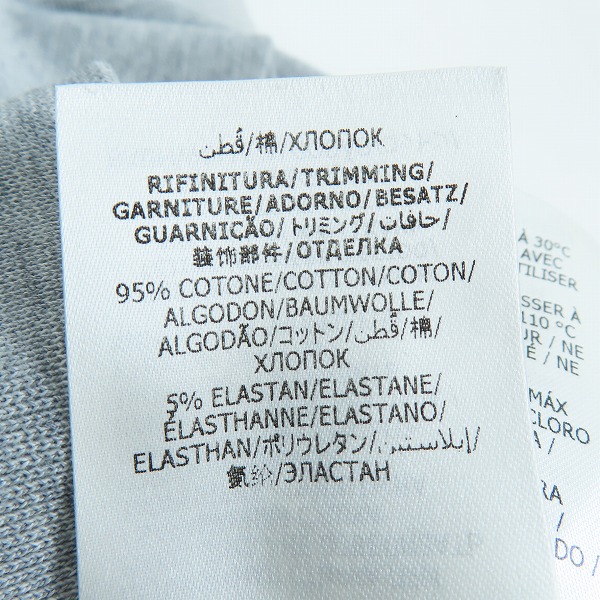 قُطن/棉/ХЛОПОК
RIFINITURA/TRIMMING/
GARNITURE/ADORNO/BESATZ/
GUARNICÃO/トリミング/حافات/
装饰部件/ОТДЕЛКА
95% COTONE/COTTON/COTON/
ALGODON/BAUMWOLLE/
ALGODÃO/コットン/قُطن/棉/
ХЛОПОК
5% ELASTAN/ELASTANE/
ÉLASTHANNE/ELASTANO/
ELASTHAN/ポリウレタン/إيلاستين/
氨纶/ЭЛАСТАН
À 30°C
AVEC
TILISER
SSER À
110 °C
UR / NE
É / NE
MÁX
CLORO
A /
RA
/
DO /